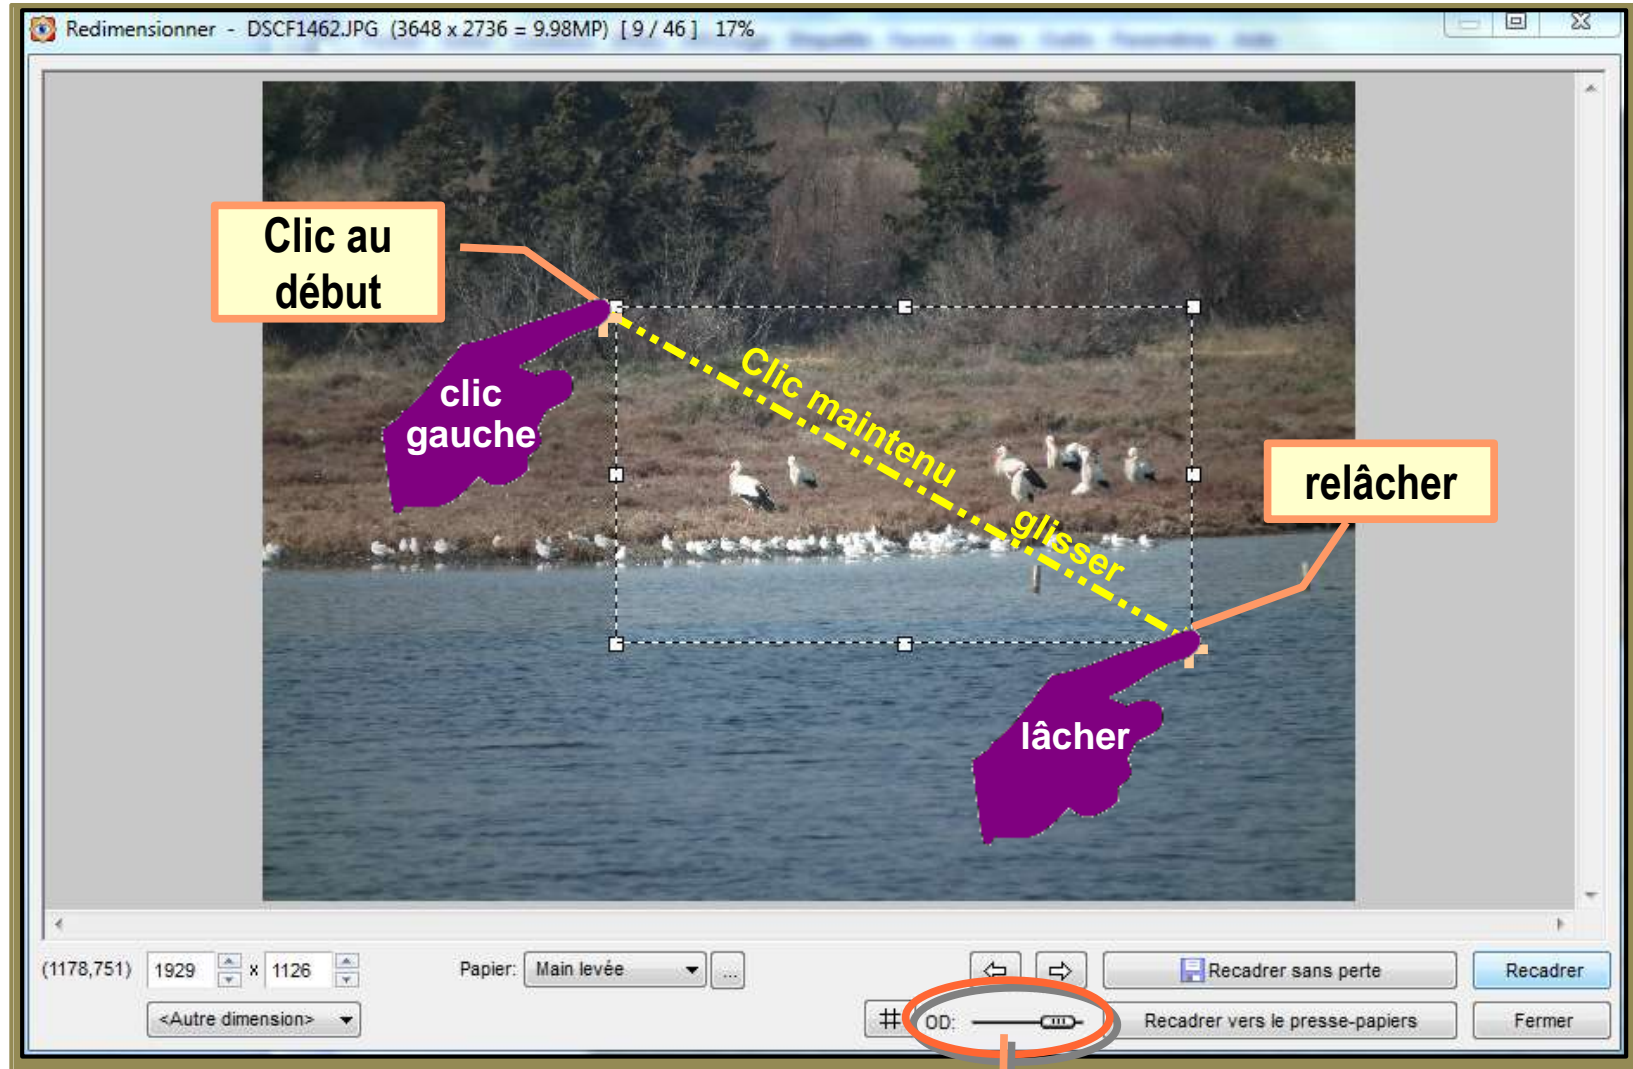 Redimensionner - DSCF1462.JPG (3648 x 2736 = 9.98MP) [ 9 / 46 ] 17%
Clic au
début
clic
gauche
Clic maintenu
glisser
relâcher
lâcher
(1178,751) 1929 x 1126 Papier: Main levée ... Recadrer sans perte Recadrer
<Autre dimension> OD: Recadrer vers le presse-papiers Fermer